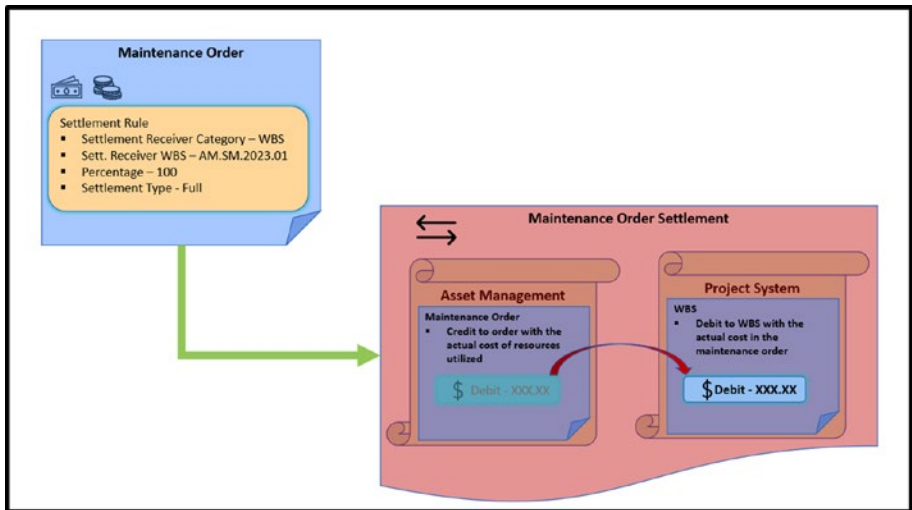 Maintenance Order
Settlement Rule
▪ Settlement Receiver Category – WBS
▪ Sett. Receiver WBS – AM.SM.2023.01
▪ Percentage – 100
▪ Settlement Type - Full
Maintenance Order Settlement
Asset Management
Maintenance Order
▪ Credit to order with the
actual cost of resources
utilized
$ Debit - XXX.XX
Project System
WBS
▪ Debit to WBS with the
actual cost in the
maintenance order
$ Debit - XXX.XX